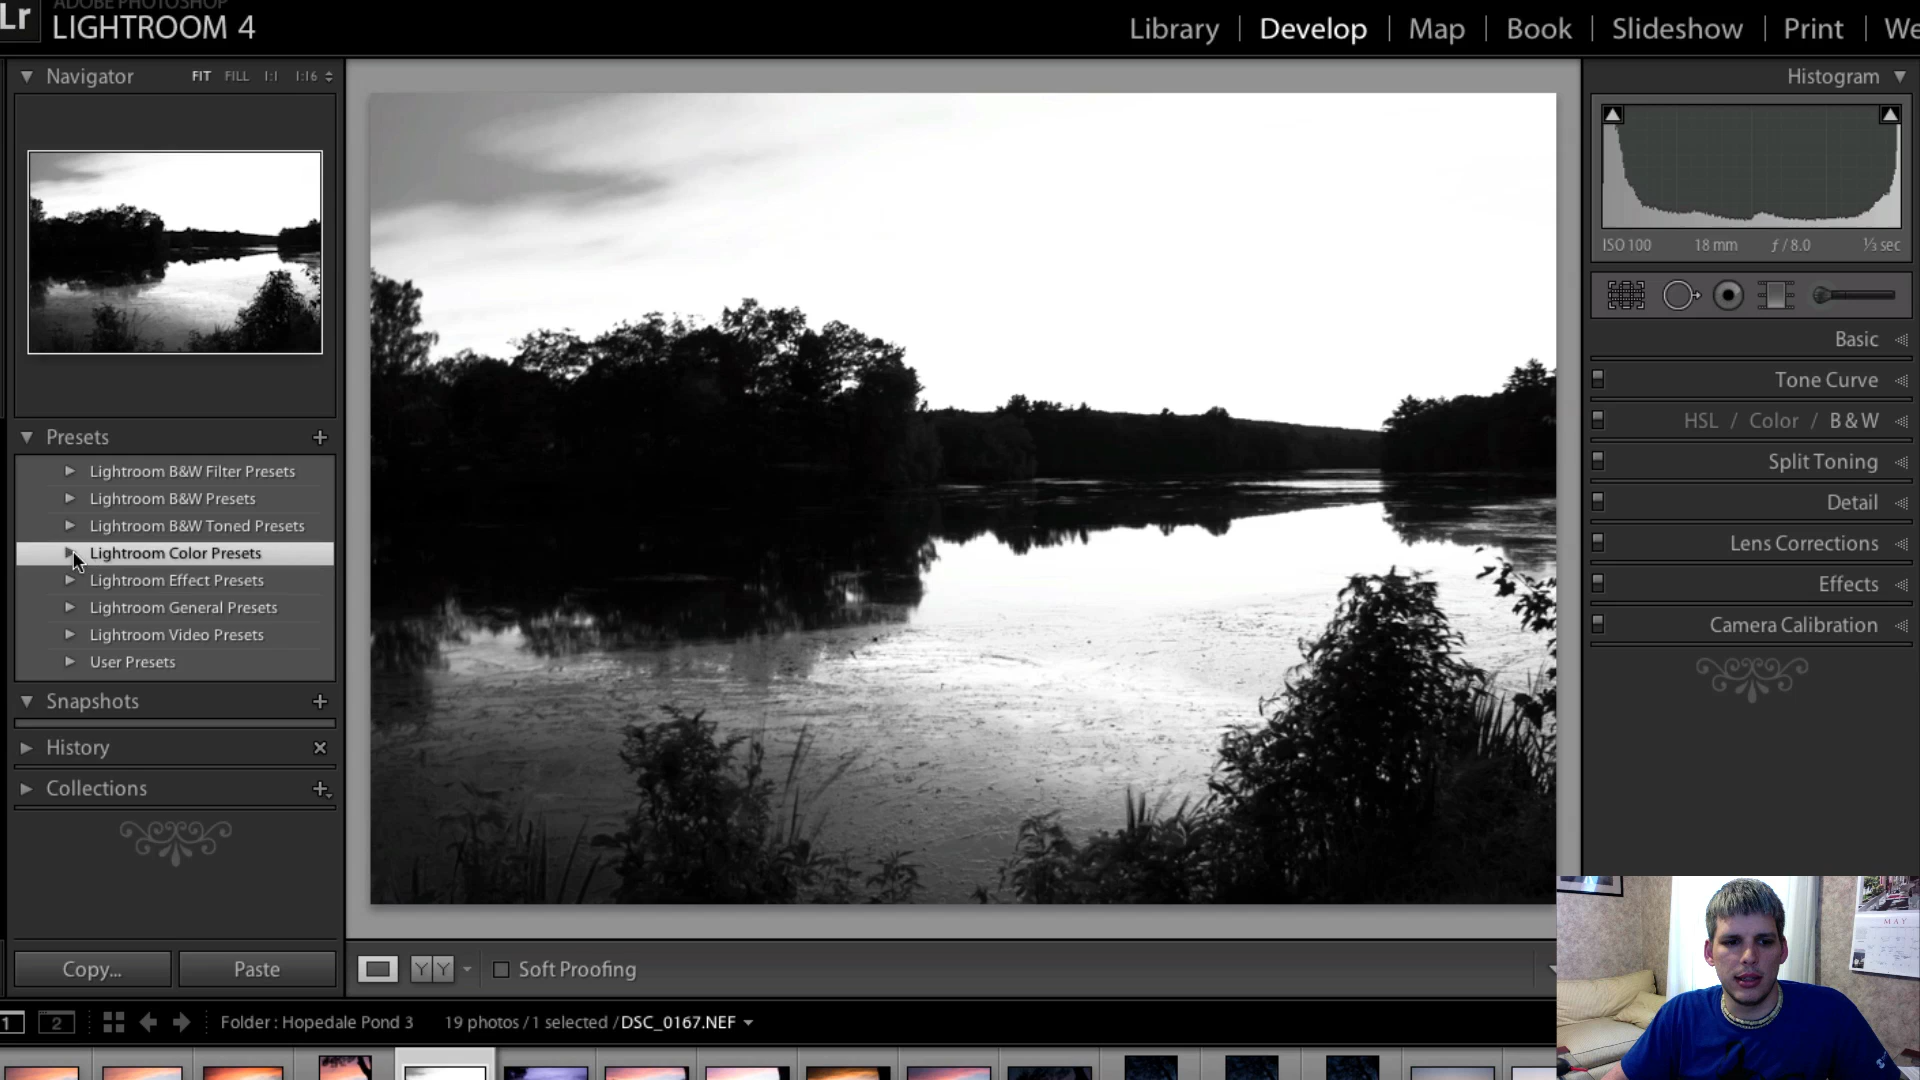 ADOBE PHOTOSHOP
Lr
LIGHTROOM 4
Library | Develop | Map | Book | Slideshow | Print | We
Navigator FIT FILL 1:1 1:16
Histogram
ISO 100 18 mm ƒ / 8.0 ⅓ sec
Basic
Tone Curve
HSL / Color / B & W
Split Toning
Detail
Lens Corrections
Effects
Camera Calibration
Presets +
Lightroom B&W Filter Presets
Lightroom B&W Presets
Lightroom B&W Toned Presets
Lightroom Color Presets
Lightroom Effect Presets
Lightroom General Presets
Lightroom Video Presets
User Presets
Snapshots +
History ×
Collections +
Copy... Paste
Y Y
Soft Proofing
1 2 Folder : Hopedale Pond 3 19 photos / 1 selected / DSC_0167.NEF
MAY